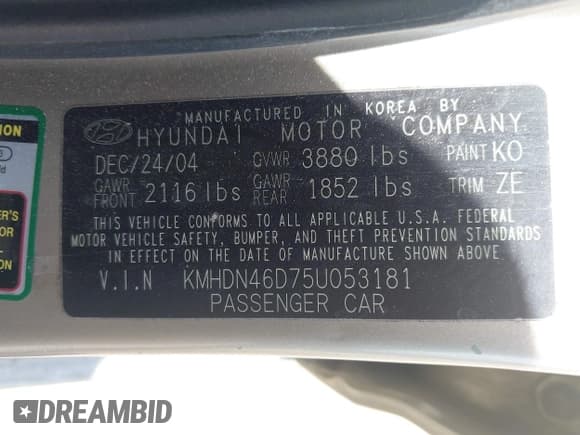 MANUFACTURED IN KOREA BY
HYUNDAI MOTOR COMPANY
DEC/24/04 GVWR 3880 lbs PAINT KO
GAWR FRONT 2116 lbs GAWR REAR 1852 lbs TRIM ZE
THIS VEHICLE CONFORMS TO ALL APPLICABLE U.S.A. FEDERAL
MOTOR VEHICLE SAFETY, BUMPER, AND THEFT PREVENTION STANDARDS
IN EFFECT ON THE DATE OF MANUFACTURE SHOWN ABOVE.
V.I.N KMHDN46D75U053181
PASSENGER CAR
DREAMBID